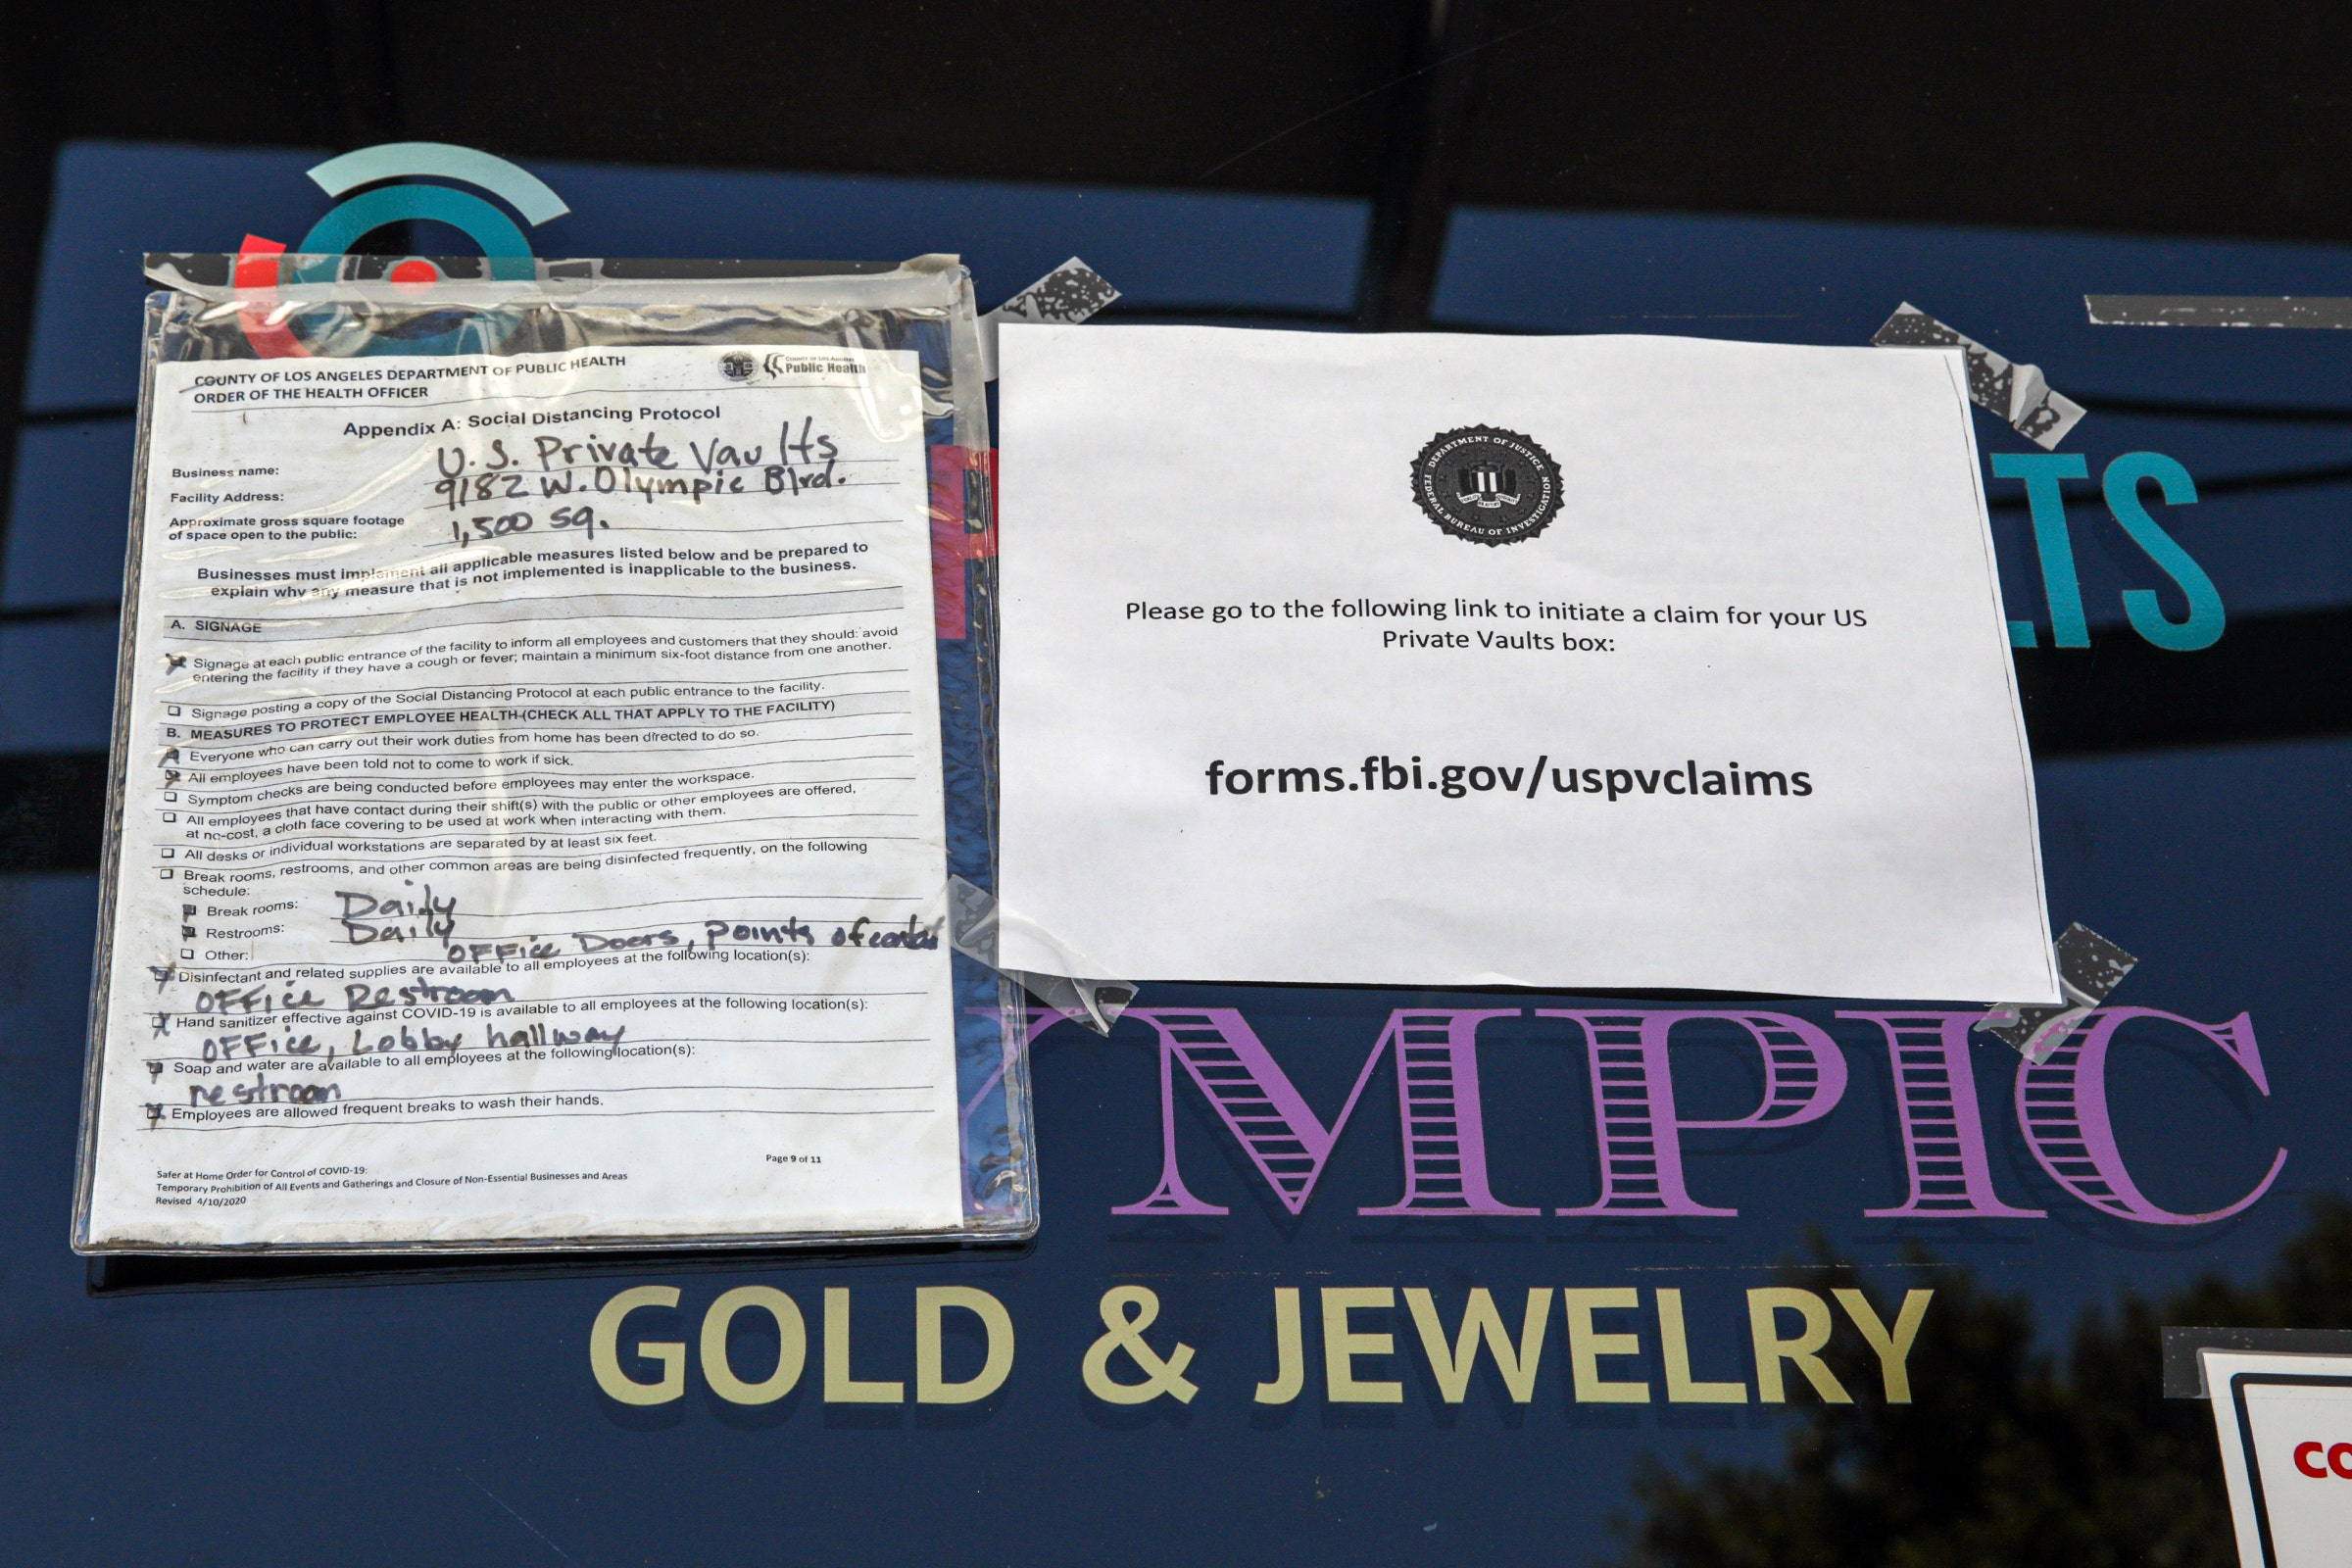 COUNTY OF LOS ANGELES DEPARTMENT OF PUBLIC HEALTH
ORDER OF THE HEALTH OFFICER
COUNTY OF LOS ANGELES
Public Health
Appendix A: Social Distancing Protocol
Business name: U.S. Private Vaults
Facility Address: 9182 W. Olympic Blvd.
Approximate gross square footage
of space open to the public: 1,500 sq.
Businesses must implement all applicable measures listed below and be prepared to
explain why any measure that is not implemented is inapplicable to the business.
A. SIGNAGE
Signage at each public entrance of the facility to inform all employees and customers that they should: avoid
entering the facility if they have a cough or fever; maintain a minimum six-foot distance from one another.
Signage posting a copy of the Social Distancing Protocol at each public entrance to the facility.
B. MEASURES TO PROTECT EMPLOYEE HEALTH (CHECK ALL THAT APPLY TO THE FACILITY)
Everyone who can carry out their work duties from home has been directed to do so.
All employees have been told not to come to work if sick.
Symptom checks are being conducted before employees may enter the workspace.
All employees that have contact during their shift(s) with the public or other employees are offered,
at no-cost, a cloth face covering to be used at work when interacting with them.
All desks or individual workstations are separated by at least six feet.
Break rooms, restrooms, and other common areas are being disinfected frequently, on the following
schedule:
Break rooms: Daily
Restrooms: Daily
Other: OFFice Doors, Points of contact
Disinfectant and related supplies are available to all employees at the following location(s):
OFFice Restroom
Hand sanitizer effective against COVID-19 is available to all employees at the following location(s):
OFFice, Lobby hallway
Soap and water are available to all employees at the following location(s):
restroom
Employees are allowed frequent breaks to wash their hands.
Page 9 of 11
Safer at Home Order for Control of COVID-19:
Temporary Prohibition of All Events and Gatherings and Closure of Non-Essential Businesses and Areas
Revised 4/10/2020
DEPARTMENT OF JUSTICE
FEDERAL BUREAU OF INVESTIGATION
Please go to the following link to initiate a claim for your US
Private Vaults box:
forms.fbi.gov/uspvclaims
LTS
YMPIC
GOLD & JEWELRY
CO